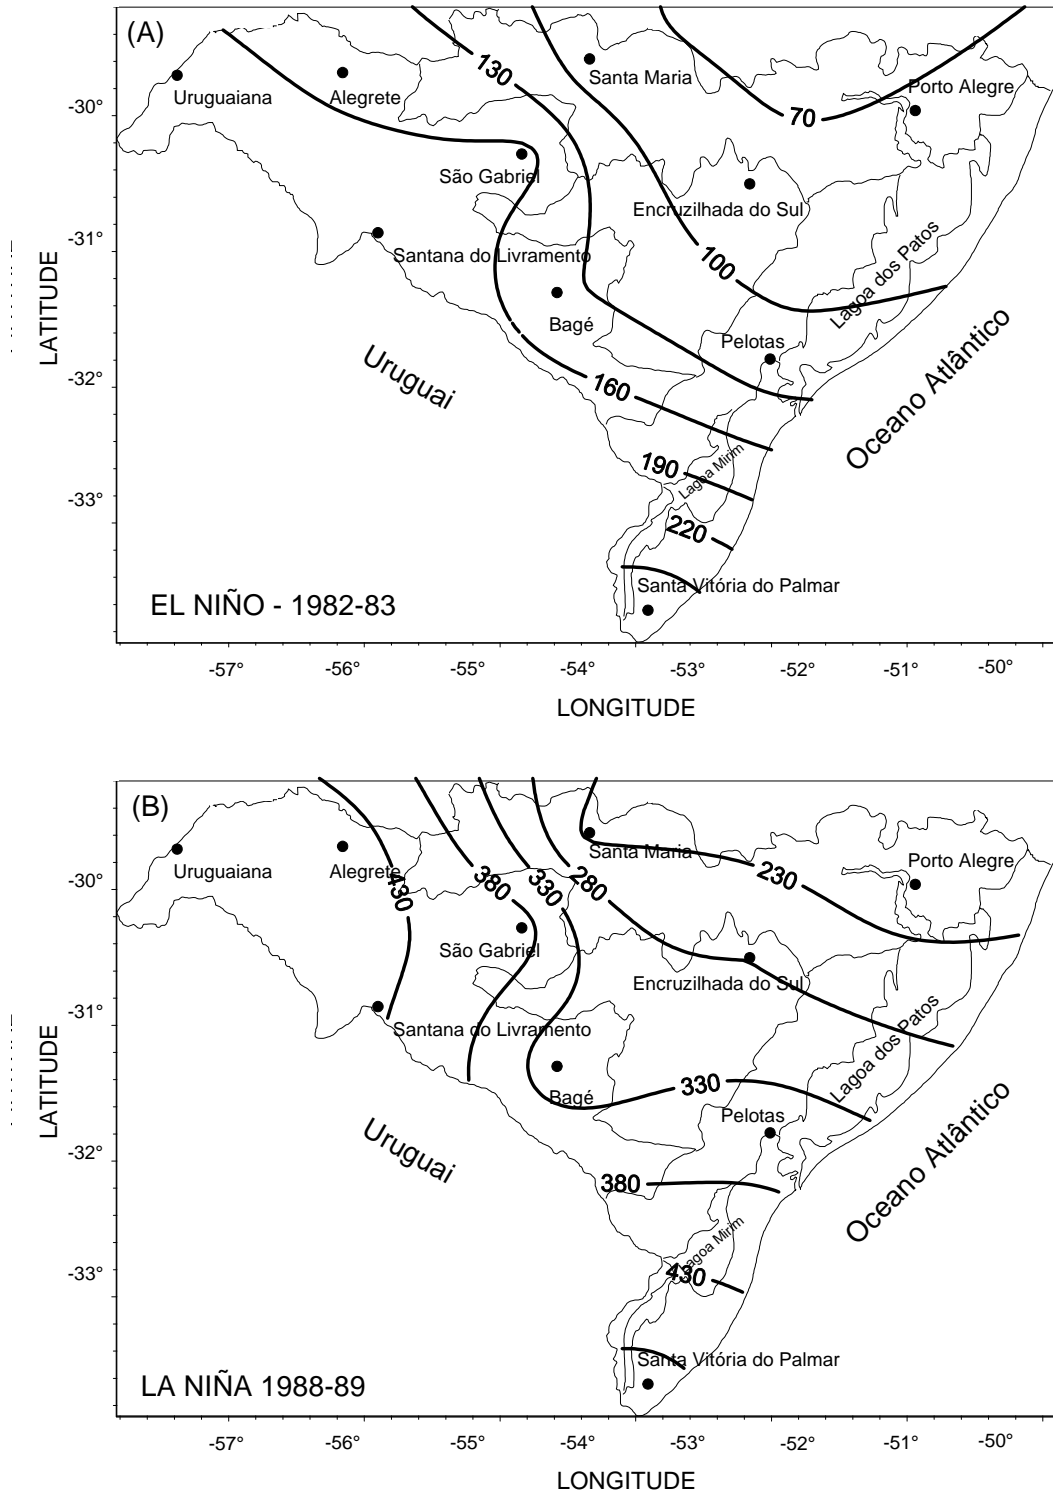 (A)
130
Santa Maria
Porto Alegre
Uruguaiana
Alegrete
70
-30°
São Gabriel
Encruzilhada do Sul
-31°
Santana do Livramento
100
Lagoa dos Patos
LATITUDE
Bagé
Pelotas
Uruguai
-32°
160
Oceano Atlântico
190
Lagoa Mirim
-33°
220
Santa Vitória do Palmar
EL NIÑO - 1982-83
-57° -56° -55° -54° -53° -52° -51° -50°
LONGITUDE
(B)
Santa Maria
Porto Alegre
Uruguaiana
Alegrete
430
380
330
280
230
-30°
São Gabriel
Encruzilhada do Sul
-31°
Santana do Livramento
Lagoa dos Patos
LATITUDE
Bagé
330
Pelotas
Uruguai
-32°
380
Oceano Atlântico
Lagoa Mirim
-33°
430
Santa Vitória do Palmar
LA NIÑA 1988-89
-57° -56° -55° -54° -53° -52° -51° -50°
LONGITUDE